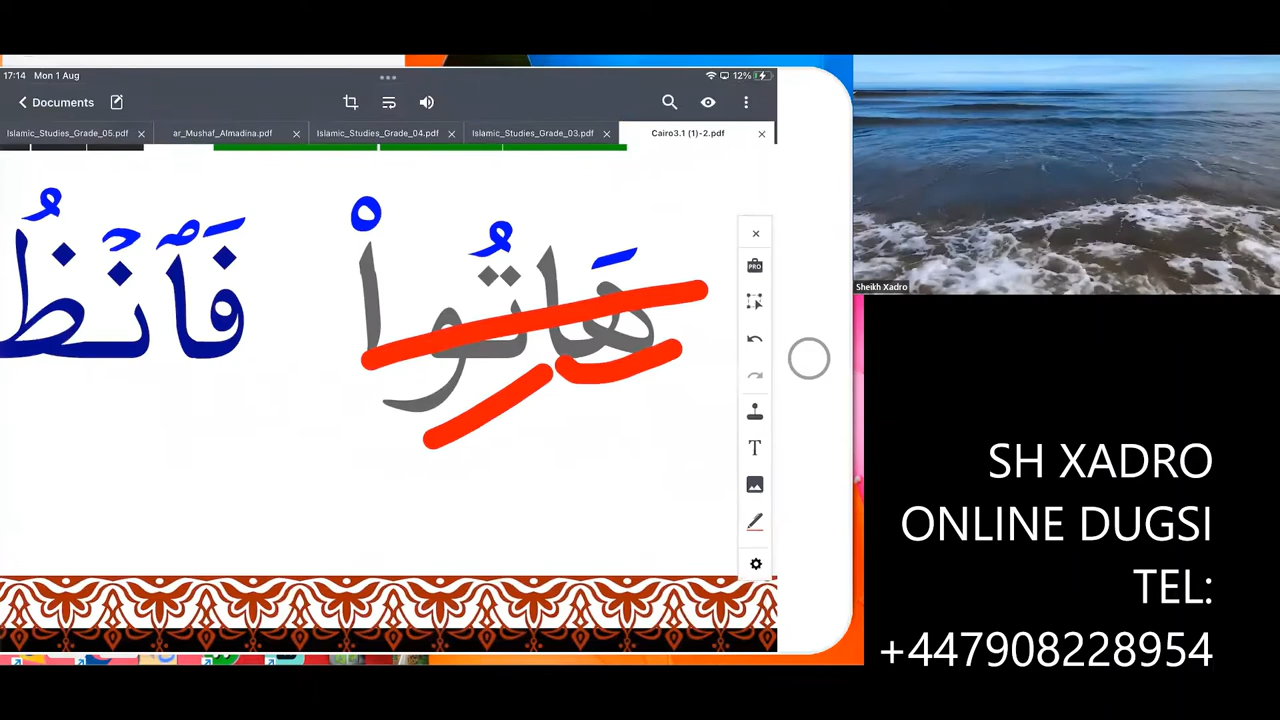 17:14 Mon 1 Aug
12%
Documents
Islamic_Studies_Grade_05.pdf
ar_Mushaf_Almadina.pdf
Islamic_Studies_Grade_04.pdf
Islamic_Studies_Grade_03.pdf
Cairo3.1 (1)-2.pdf
هَاتُوا۟
فَٱنظُ
PRO
T
Sheikh Xadro
SH XADRO
ONLINE DUGSI
TEL:
+447908228954